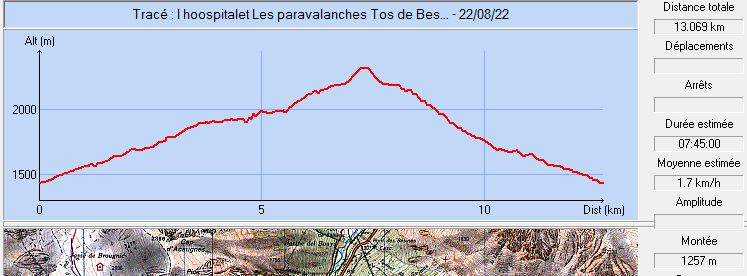 Tracé : l hoospitalet Les paravalanches Tos de Bes... - 22/08/22
Alt (m)
2000
1500
0
5
10
Dist (km)
Distance totale
13.069 km
Déplacements
Arrêts
Durée estimée
07:45:00
Moyenne estimée
1.7 km/h
Amplitude
Montée
1257 m